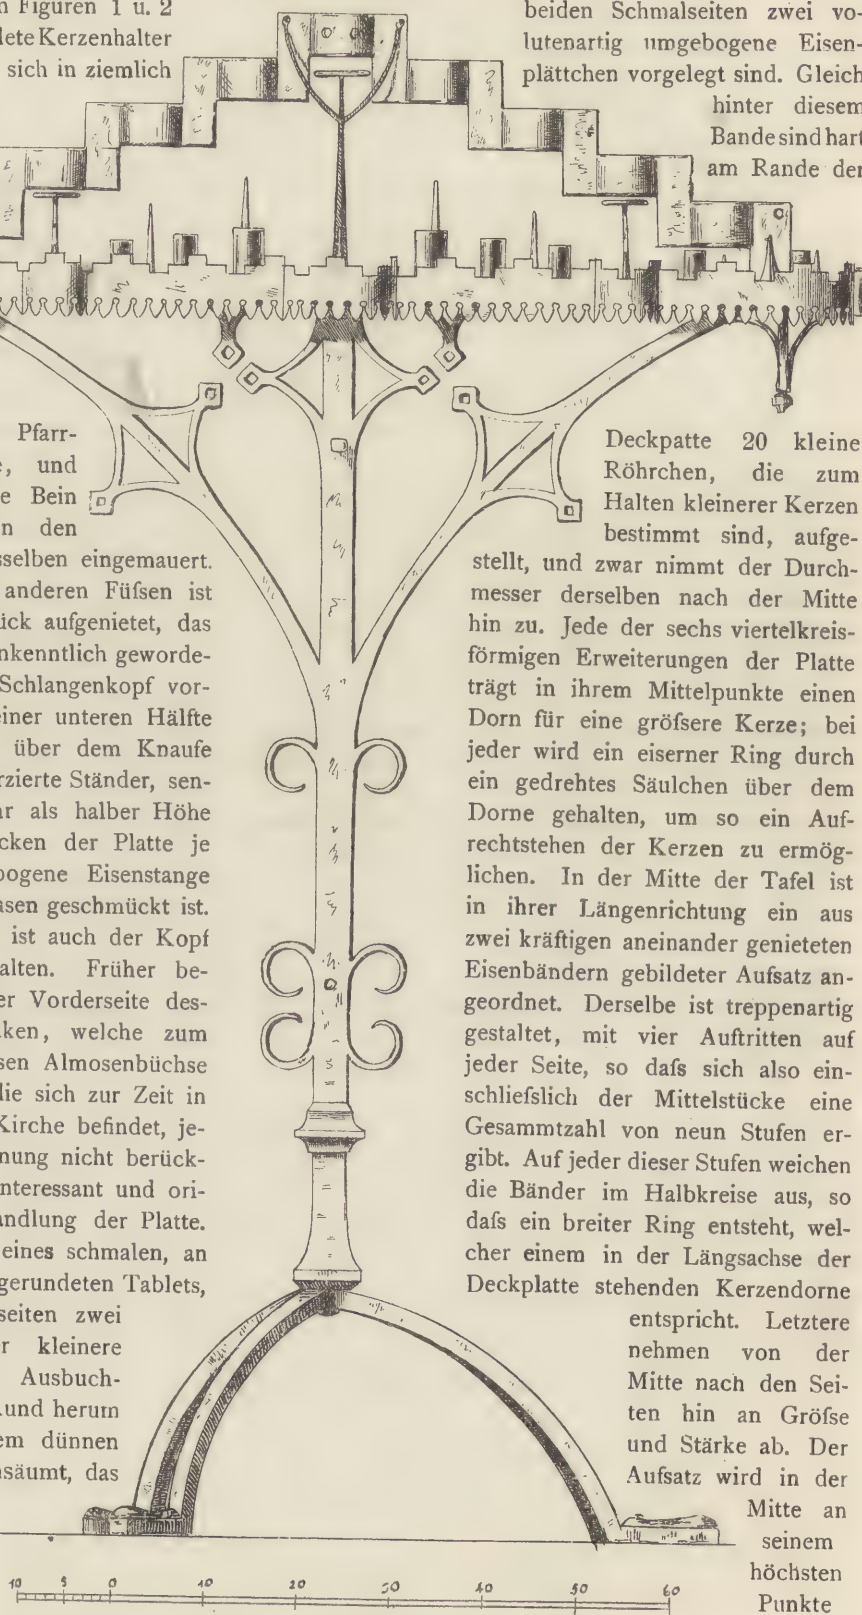 n Figuren 1 u. 2
dete Kerzenhalter
sich in ziemlich
Pfarr-
, und
e Bein
n den
sselben eingemauert.
anderen Füſsen ist
ück aufgenietet, das
nkenntlich geworde-
Schlangenkopf vor-
einer unteren Hälfte
über dem Knaufe
rzierte Ständer, sen-
ar als halber Höhe
cken der Platte je
bogene Eisenstange
asen geschmückt ist.
ist auch der Kopf
alten. Früher be-
er Vorderseite des-
ken, welche zum
sen Almosenbüchse
die sich zur Zeit in
Kirche befindet, je-
nung nicht berück-
nteressant und ori-
andlung der Platte.
eines schmalen, an
gerundeten Tablets,
seiten zwei
r kleinere
Ausbuch-
und herum
em dünnen
säumt, das
beiden Schmalseiten zwei vo-
lutenartig umgebogene Eisen-
plättchen vorgelegt sind. Gleich
hinter diesem
Bande sind hart
am Rande der
Deckpatte 20 kleine
Röhrchen, die zum
Halten kleinerer Kerzen
bestimmt sind, aufge-
stellt, und zwar nimmt der Durch-
messer derselben nach der Mitte
hin zu. Jede der sechs viertelkreis-
förmigen Erweiterungen der Platte
trägt in ihrem Mittelpunkte einen
Dorn für eine gröſsere Kerze; bei
jeder wird ein eiserner Ring durch
ein gedrehtes Säulchen über dem
Dorne gehalten, um so ein Auf-
rechtstehen der Kerzen zu ermög-
lichen. In der Mitte der Tafel ist
in ihrer Längenrichtung ein aus
zwei kräftigen aneinander genieteten
Eisenbändern gebildeter Aufsatz an-
geordnet. Derselbe ist treppenartig
gestaltet, mit vier Auftritten auf
jeder Seite, so daſs sich also ein-
schlieſslich der Mittelstücke eine
Gesammtzahl von neun Stufen er-
gibt. Auf jeder dieser Stufen weichen
die Bänder im Halbkreise aus, so
daſs ein breiter Ring entsteht, wel-
cher einem in der Längsachse der
Deckplatte stehenden Kerzendorne
entspricht. Letztere
nehmen von der
Mitte nach den Sei-
ten hin an Gröſse
und Stärke ab. Der
Aufsatz wird in der
Mitte an
seinem
höchsten
Punkte
10 5 0 10 20 30 40 50 60